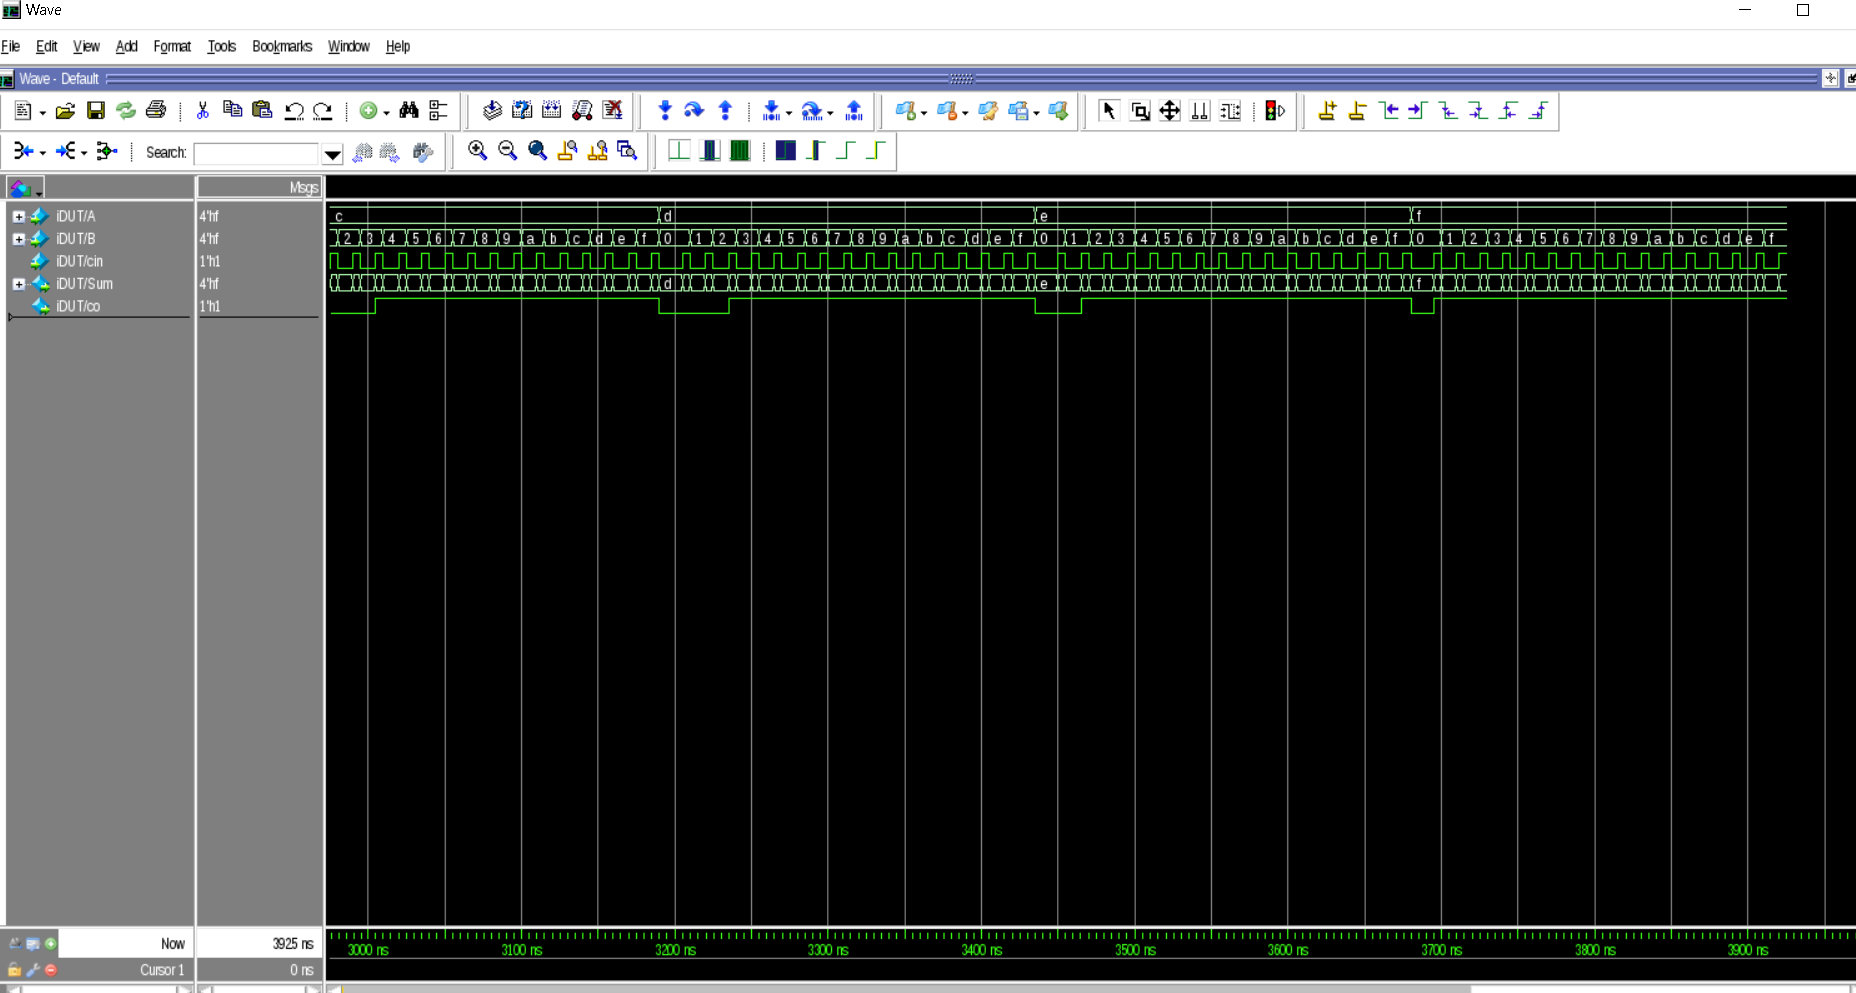 Wave
File Edit View Add Format Tools Bookmarks Window Help
Wave - Default
Search:
Msgs
iDUT/A 4'hf c d e f
iDUT/B 4'hf 2 3 4 5 6 7 8 9 a b c d e f 0 1 2 3 4 5 6 7 8 9 a b c d e f 0 1 2 3 4 5 6 7 8 9 a b c d e f 0 1 2 3 4 5 6 7 8 9 a b c d e f
iDUT/cin 1'h1
iDUT/Sum 4'hf d e f
iDUT/co 1'h1
Now 3925 ns 3000 ns 3100 ns 3200 ns 3300 ns 3400 ns 3500 ns 3600 ns 3700 ns 3800 ns 3900 ns
Cursor 1 0 ns